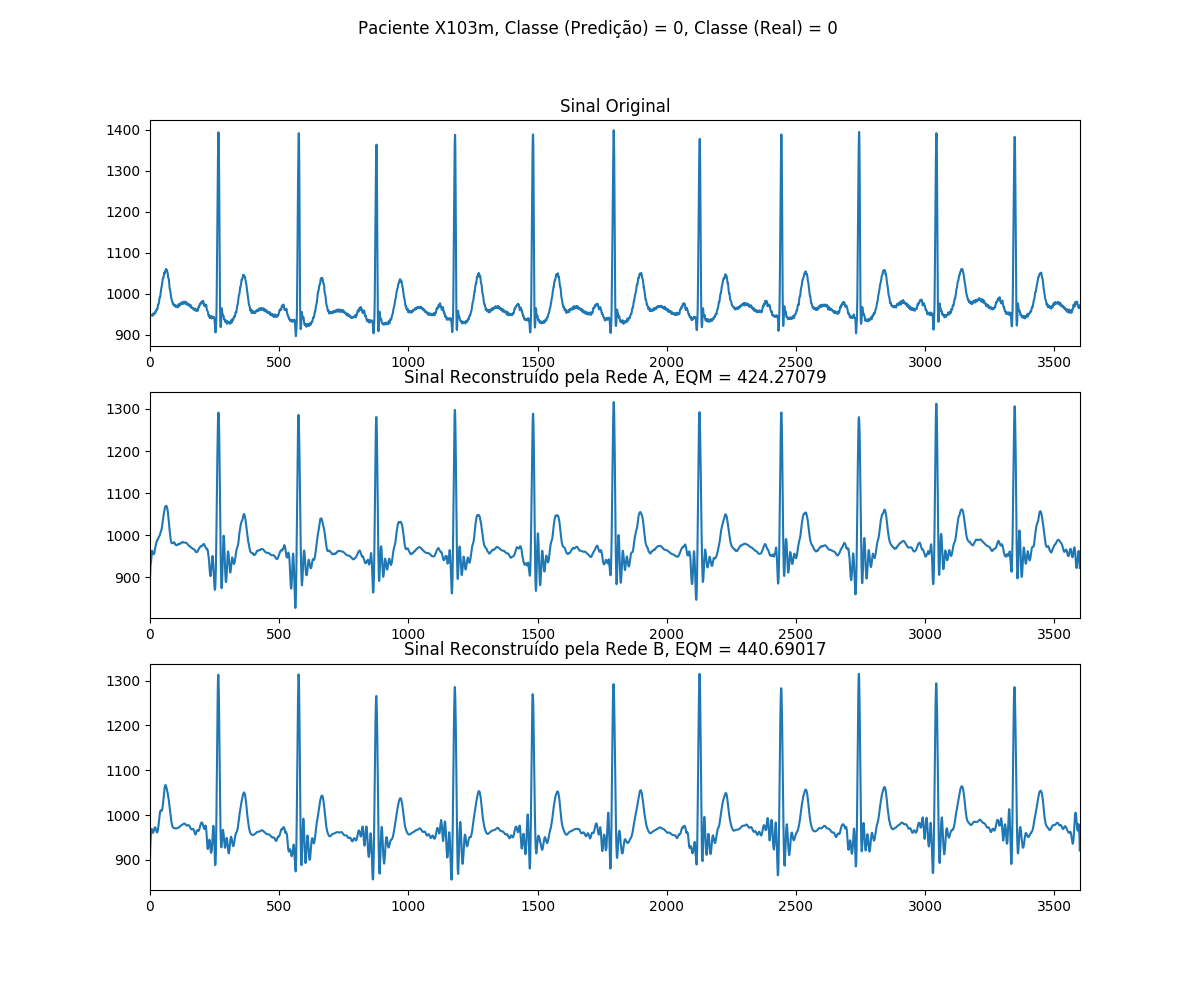 Paciente X103m, Classe (Predição) = 0, Classe (Real) = 0
Sinal Original
1400
1300
1200
1100
1000
900
0 500 1000 1500 2000 2500 3000 3500
Sinal Reconstruído pela Rede A, EQM = 424.27079
1300
1200
1100
1000
900
0 500 1000 1500 2000 2500 3000 3500
Sinal Reconstruído pela Rede B, EQM = 440.69017
1300
1200
1100
1000
900
0 500 1000 1500 2000 2500 3000 3500